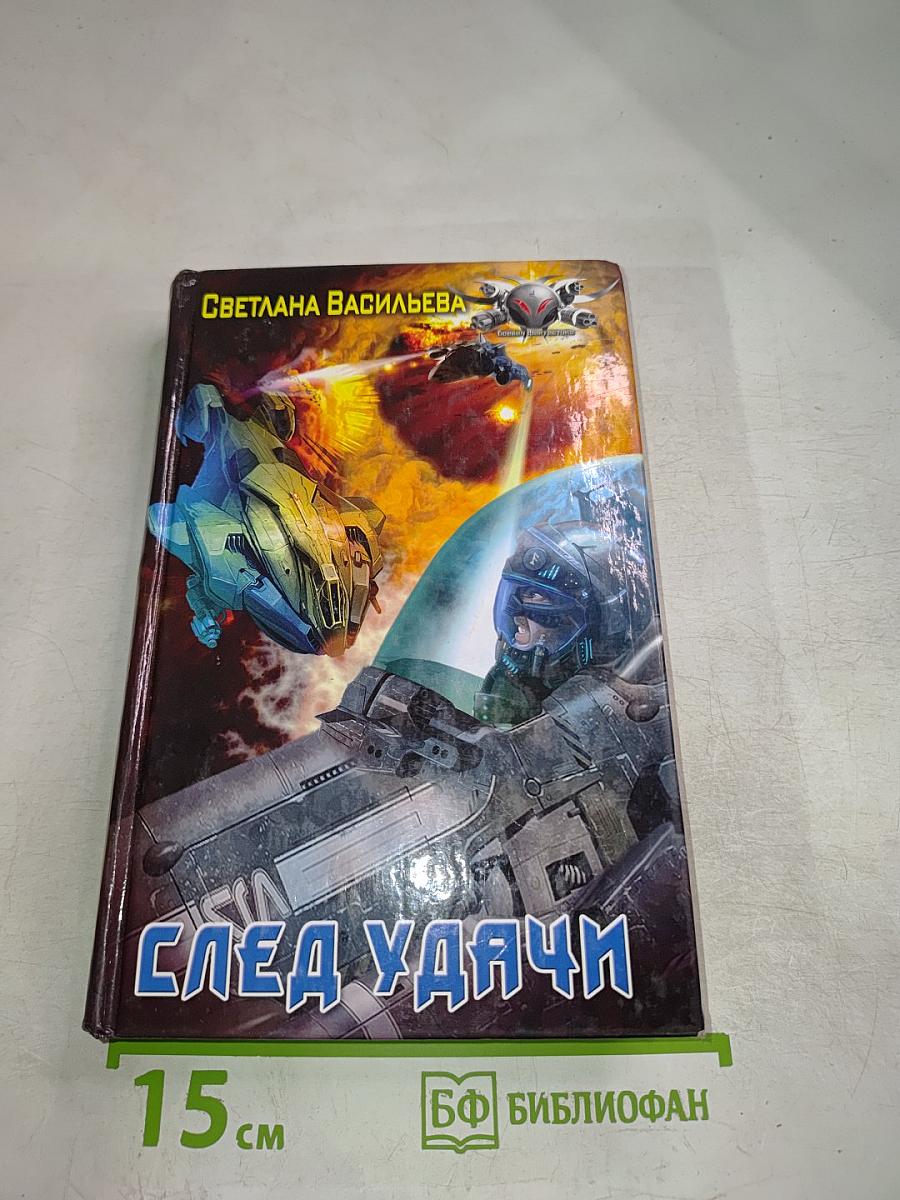 Светлана Васильева
СЛЕД УДАЧИ
15 см
БФ БИБЛИОФАН